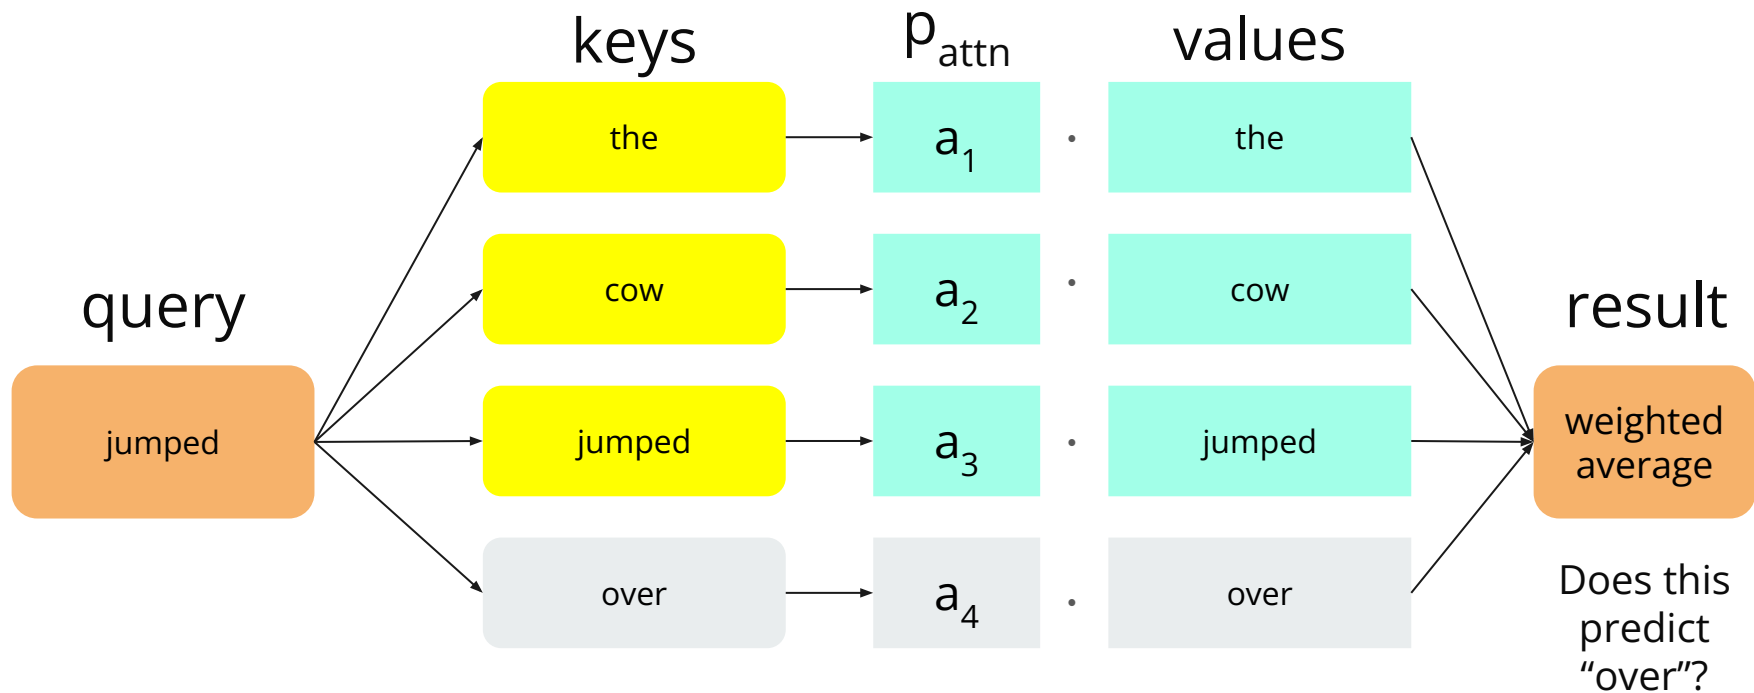 keys
p attn
values
the
a1
·
the
cow
a2
·
cow
query
result
jumped
jumped
a3
·
jumped
weighted
average
over
a4
·
over
Does this
predict
“over”?